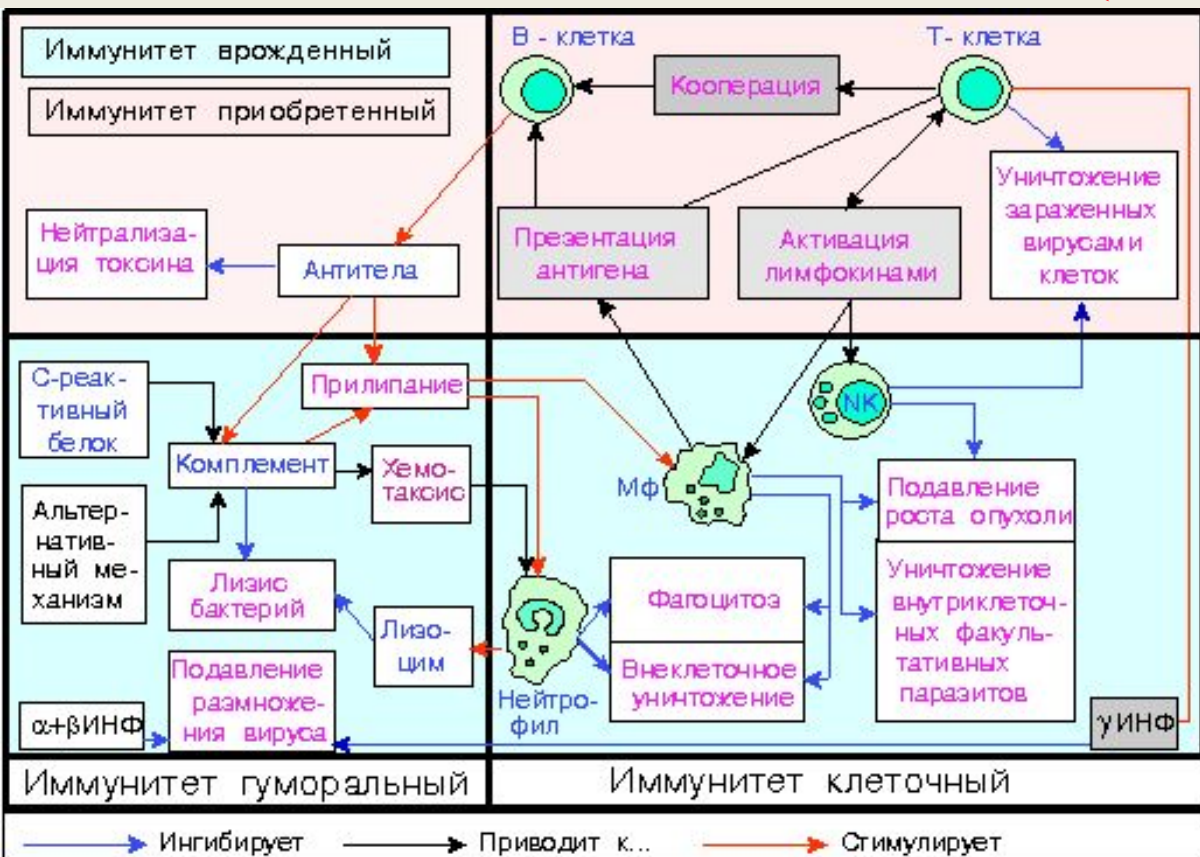 Иммунитет врожденный
Иммунитет приобретенный
В - клетка
Т- клетка
Кооперация
Нейтрализа-
ция токсина
Антитела
Презентация
антигена
Активация
лимфокинами
Уничтожение
зараженных
вирусами
клеток
С-реак-
тивный
белок
Прилипание
Комплемент
Хемо-
таксис
Альтер-
натив-
ный ме-
ханизм
Лизис
бактерий
Лизо-
цим
Подавление
размноже-
ния вируса
α+βИНФ
NK
Мф
Нейтро-
фил
Фагоцитоз
Внеклеточное
уничтожение
Подавление
роста опухоли
Уничтожение
внутриклеточ-
ных факуль-
тативных
паразитов
γИНФ
Иммунитет гуморальный
Иммунитет клеточный
Ингибирует
Приводит к...
Стимулирует